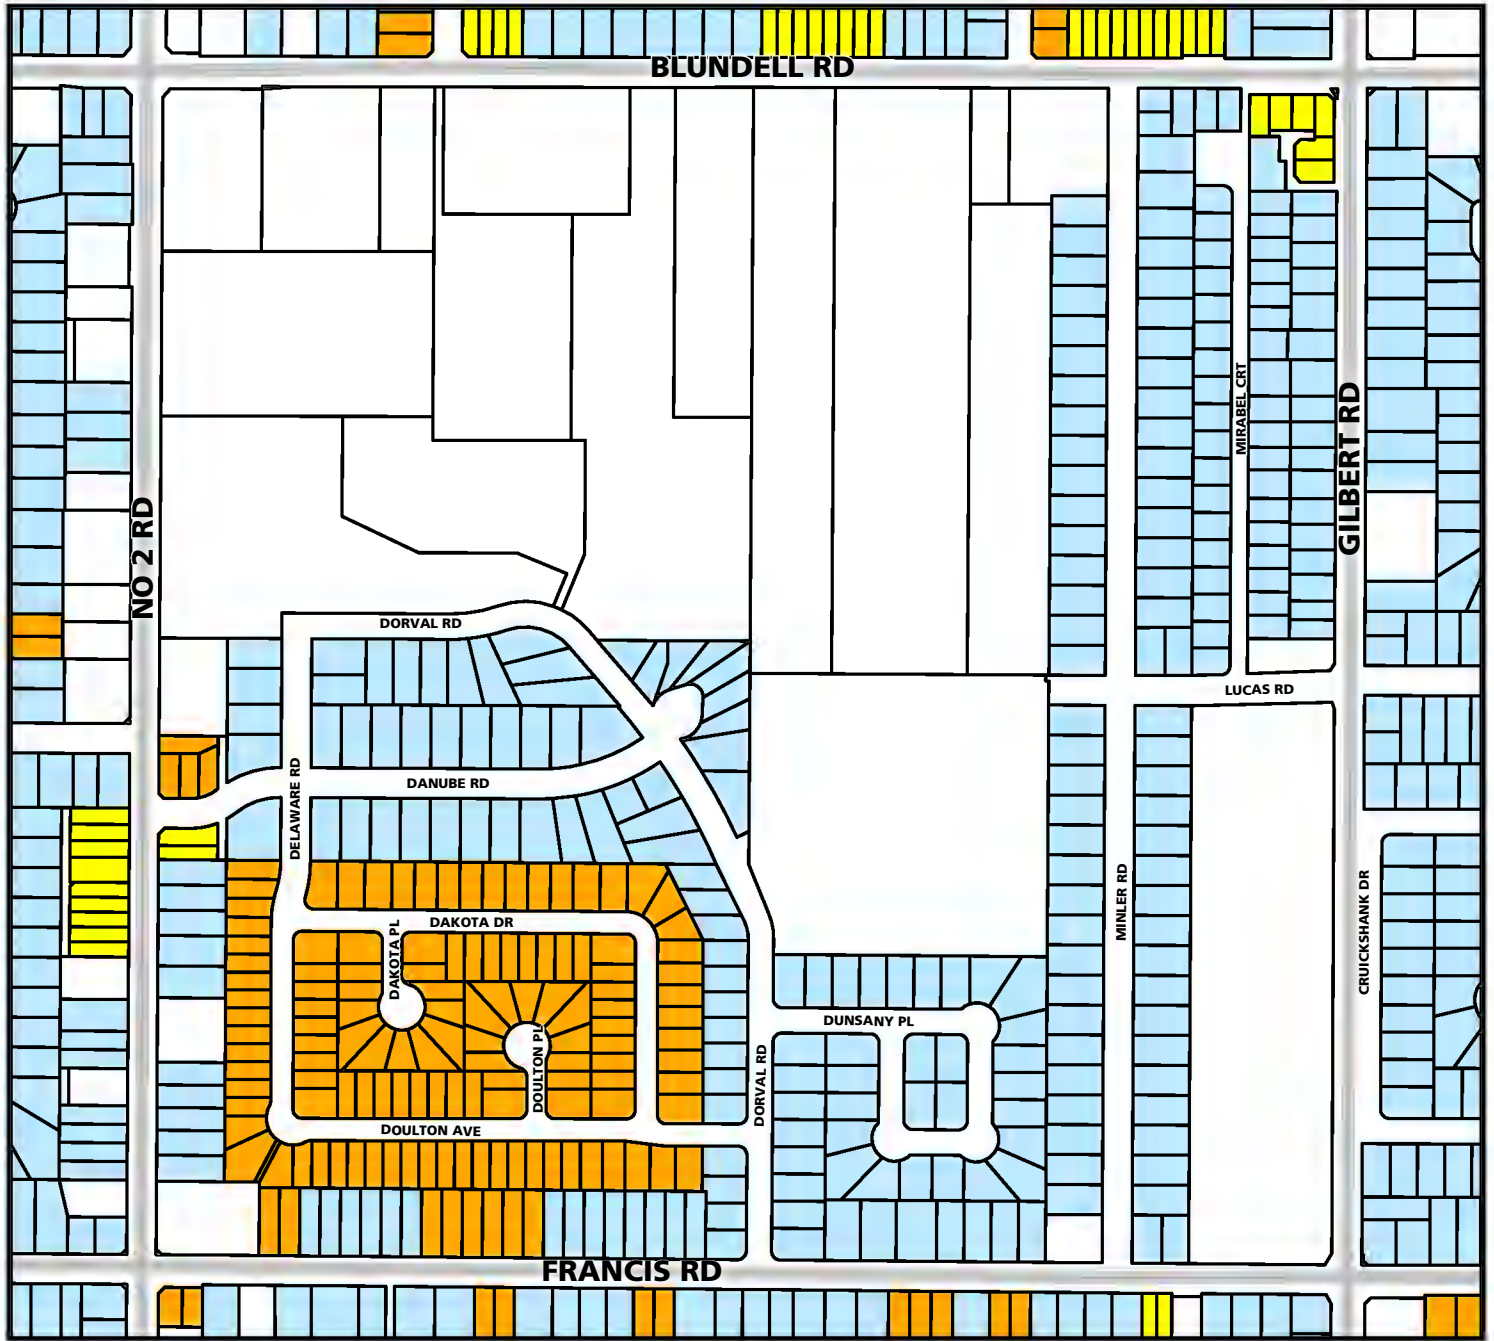 BLUNDELL RD
MIRABEL CRT
GILBERT RD
NO 2 RD
DORVAL RD
LUCAS RD
DELAWARE RD
DANUBE RD
MINLER RD
CRUICKSHANK DR
DAKOTA PL
DAKOTA DR
DUNSANY PL
DOULTON PL
DORVAL RD
DOULTON AVE
FRANCIS RD